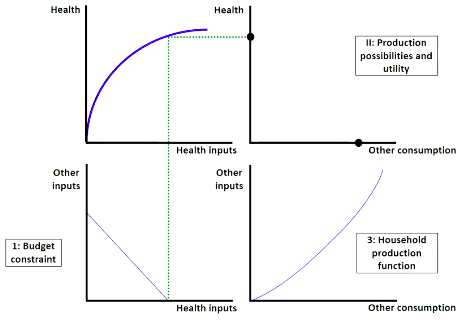 Health
Health
II: Production
possibilities and
utility
Health inputs
Other consumption
Other
inputs
Other
inputs
1: Budget
constraint
3: Household
production
function
Health inputs
Other consumption